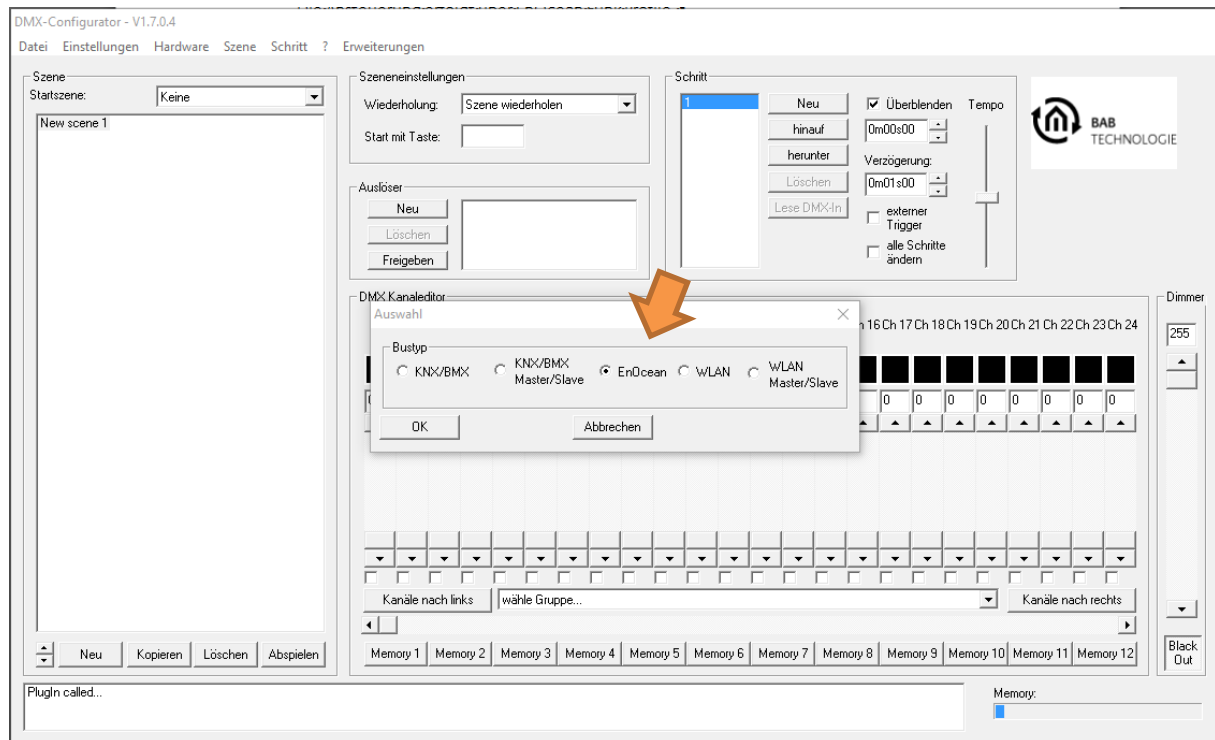 DMX-Configurator - V1.7.0.4
Datei Einstellungen Hardware Szene Schritt ? Erweiterungen
Szene
Startszene: Keine
New scene 1
Neu Kopieren Löschen Abspielen
Szeneneinstellungen
Wiederholung: Szene wiederholen
Start mit Taste:
Auslöser
Neu
Löschen
Freigeben
Schritt
1
Neu
hinauf
herunter
Löschen
Lese DMX-In
Überblenden
0m00s00
Verzögerung:
0m01s00
externer
Trigger
alle Schritte
ändern
Tempo
BAB
TECHNOLOGIE
DMX Kanaleditor
16 Ch 17 Ch 18 Ch 19 Ch 20 Ch 21 Ch 22 Ch 23 Ch 24
0 0 0 0 0 0 0 0
Auswahl
Bustyp
KNX/BMX
KNX/BMX
Master/Slave
EnOcean
WLAN
WLAN
Master/Slave
OK Abbrechen
Kanäle nach links wähle Gruppe... Kanäle nach rechts
Memory 1 Memory 2 Memory 3 Memory 4 Memory 5 Memory 6 Memory 7 Memory 8 Memory 9 Memory 10 Memory 11 Memory 12
Dimmer
255
Black
Out
PlugIn called...
Memory: